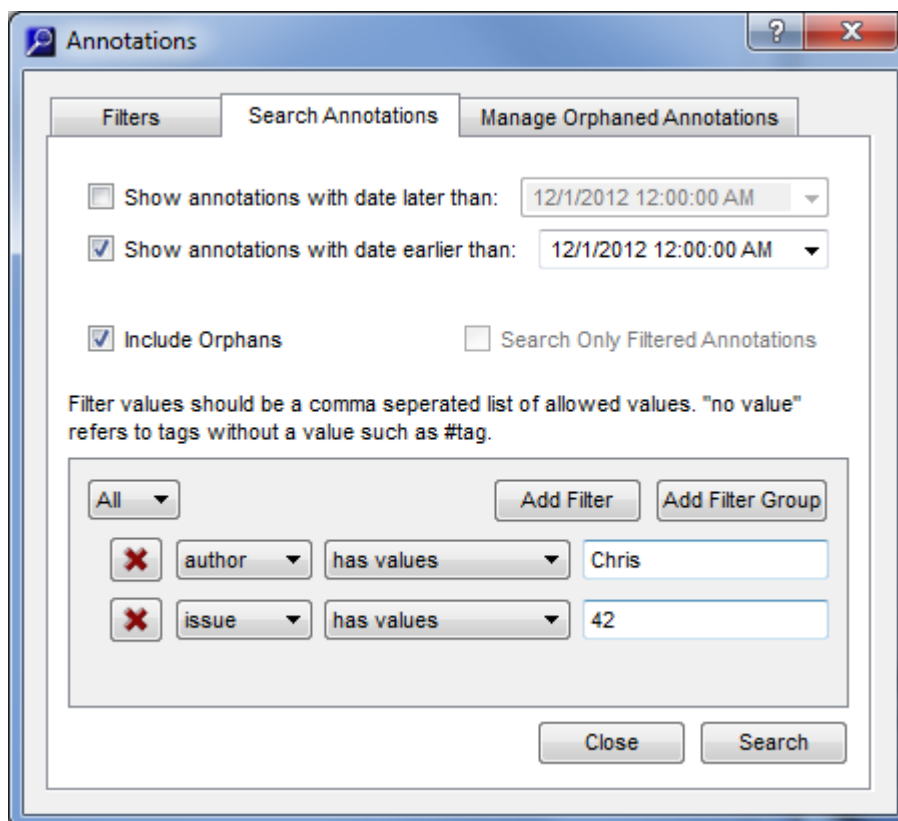 Annotations
?
Filters Search Annotations Manage Orphaned Annotations
Show annotations with date later than: 12/1/2012 12:00:00 AM
Show annotations with date earlier than: 12/1/2012 12:00:00 AM
Include Orphans Search Only Filtered Annotations
Filter values should be a comma seperated list of allowed values. "no value"
refers to tags without a value such as #tag.
All Add Filter Add Filter Group
author has values Chris
issue has values 42
Close Search